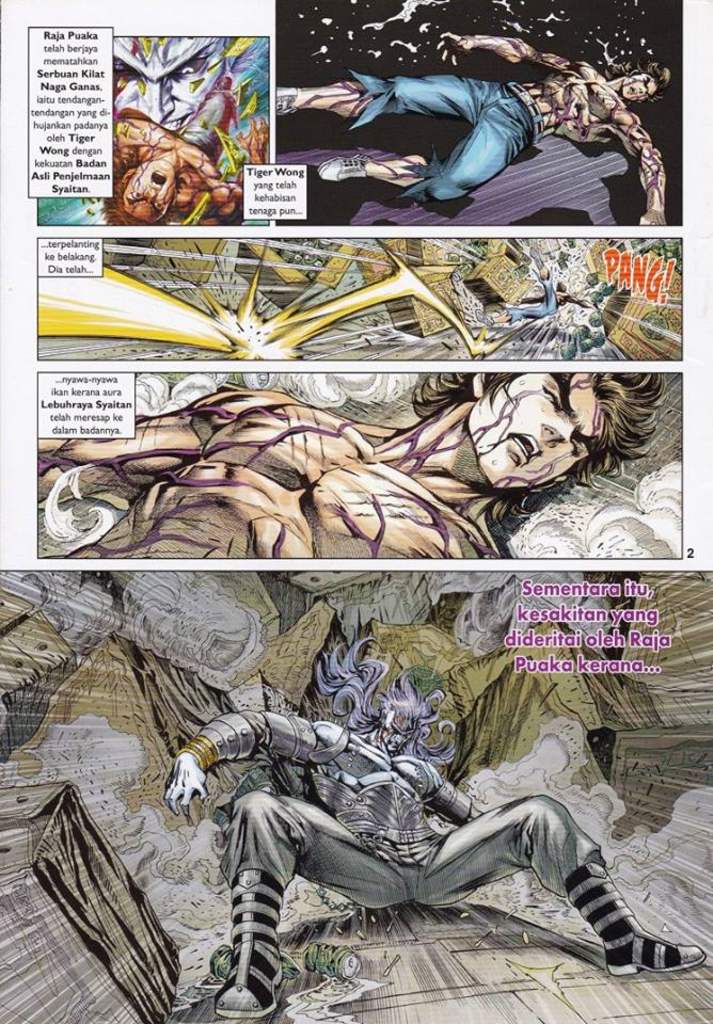 Raja Puaka
telah berjaya
mematahkan
Serbuan Kilat
Naga Ganas,
iaitu tendangan-
tendangan yang di-
hujankan padanya
oleh Tiger
Wong dengan
kekuatan Badan
Asli Penjelmaan
Syaitan.
Tiger Wong
yang telah
kehabisan
tenaga pun...
...terpelanting
ke belakang.
Dia telah...
PANG!
...nyawa-nyawa
ikan kerana aura
Lebuhraya Syaitan
telah meresap ke
dalam badannya.
2
Sementara itu,
kesakitan yang
dideritai oleh Raja
Puaka kerana...